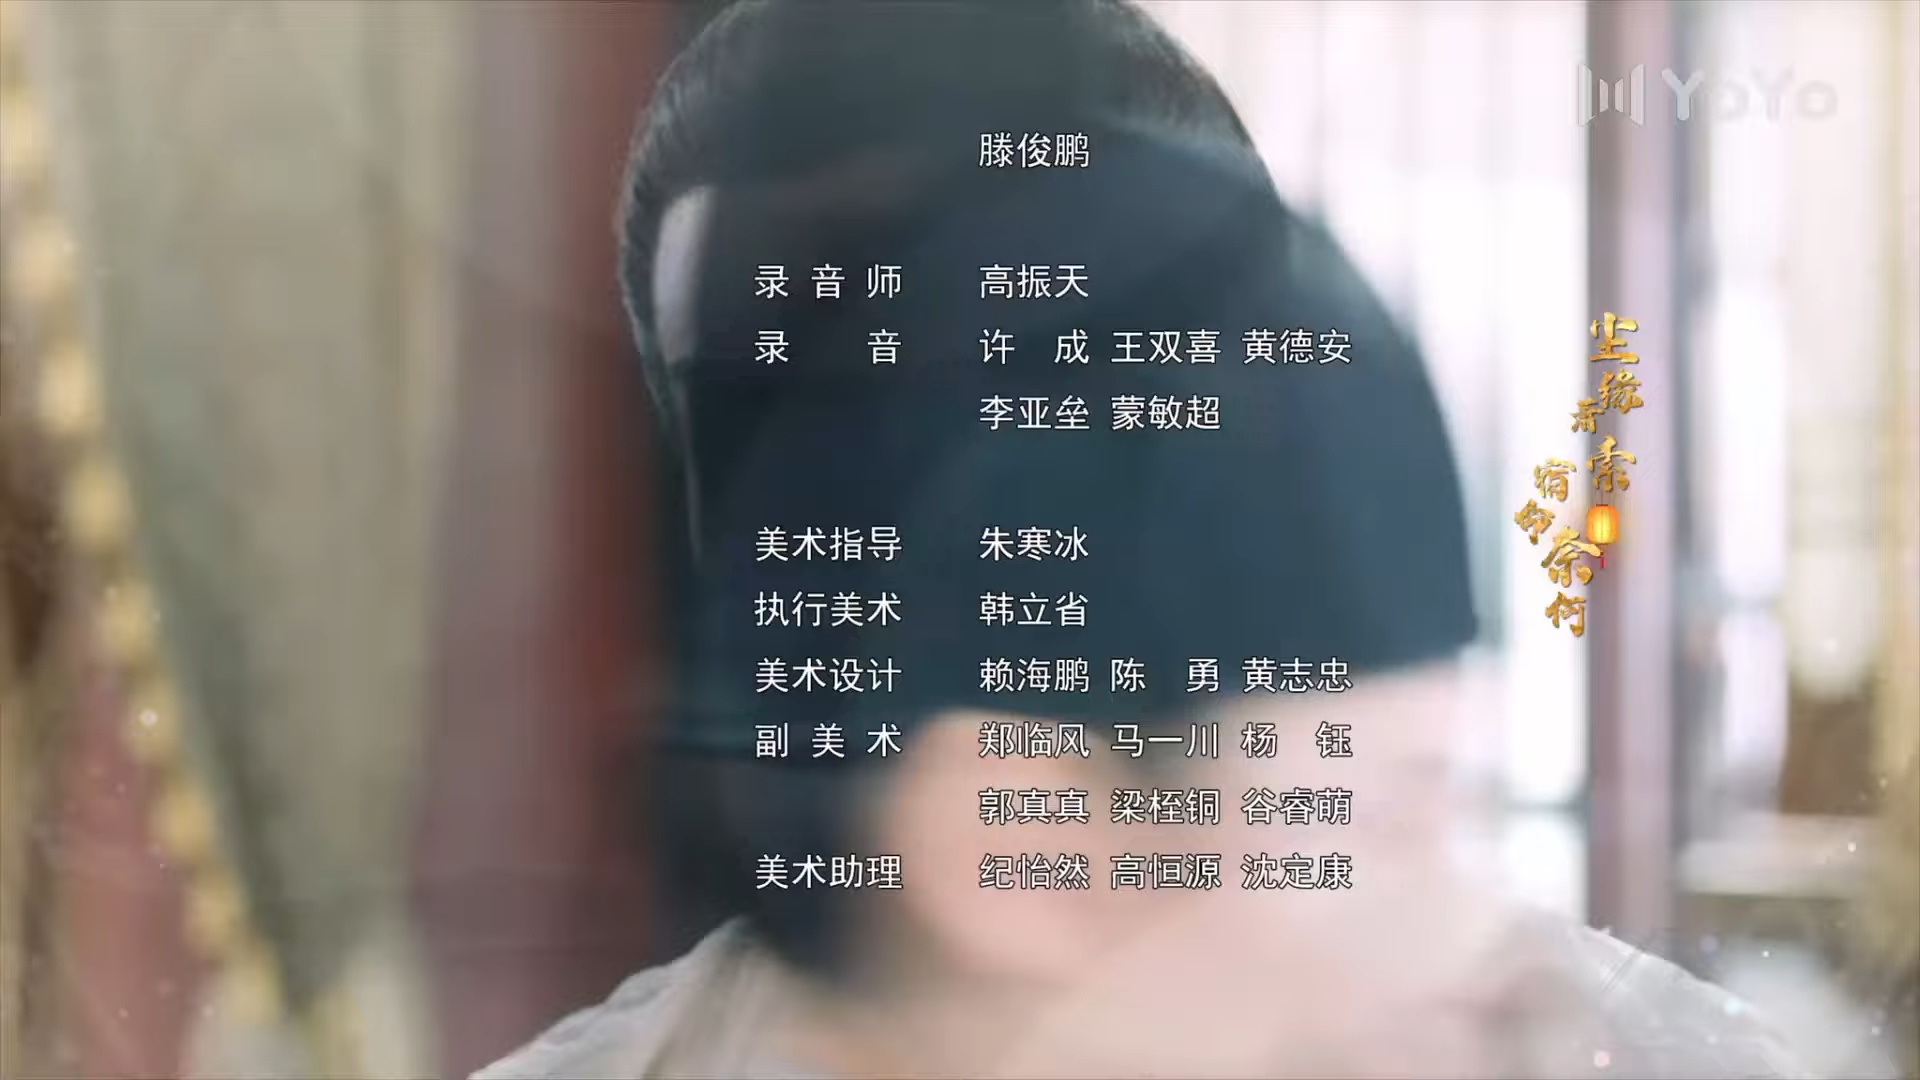 YoYo
滕俊鹏
录音师 高振天
录音 许成 王双喜 黄德安
李亚垒 蒙敏超
美术指导 朱寒冰
执行美术 韩立省
美术设计 赖海鹏 陈勇 黄志忠
副美术 郑临风 马一川 杨钰
郭真真 梁桎铜 谷睿萌
美术助理 纪怡然 高恒源 沈定康
尘缘萧索
宿命奈何